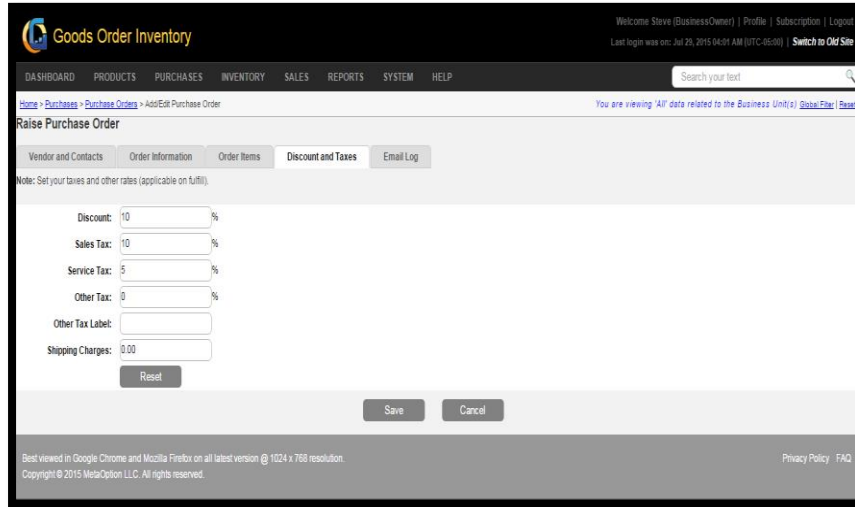 Goods Order Inventory
Welcome Steve (BusinessOwner) | Profile | Subscription | Logout
Last login was on: Jul 29, 2015 04:01 AM (UTC-05:00) | Switch to Old Site
DASHBOARD PRODUCTS PURCHASES INVENTORY SALES REPORTS SYSTEM HELP
Search your text
Home > Purchases > Purchase Orders > Add/Edit Purchase Order
You are viewing 'All' data related to the Business Unit(s) Global Filter | Reset
Raise Purchase Order
Vendor and Contacts Order Information Order Items Discount and Taxes Email Log
Note: Set your taxes and other rates (applicable on fulfill).
Discount: 10 %
Sales Tax: 10 %
Service Tax: 5 %
Other Tax: 0 %
Other Tax Label:
Shipping Charges: 0.00
Reset
Save Cancel
Best viewed in Google Chrome and Mozilla Firefox on all latest version @ 1024 x 768 resolution.
Privacy Policy FAQ
Copyright © 2015 MetaOption LLC. All rights reserved.